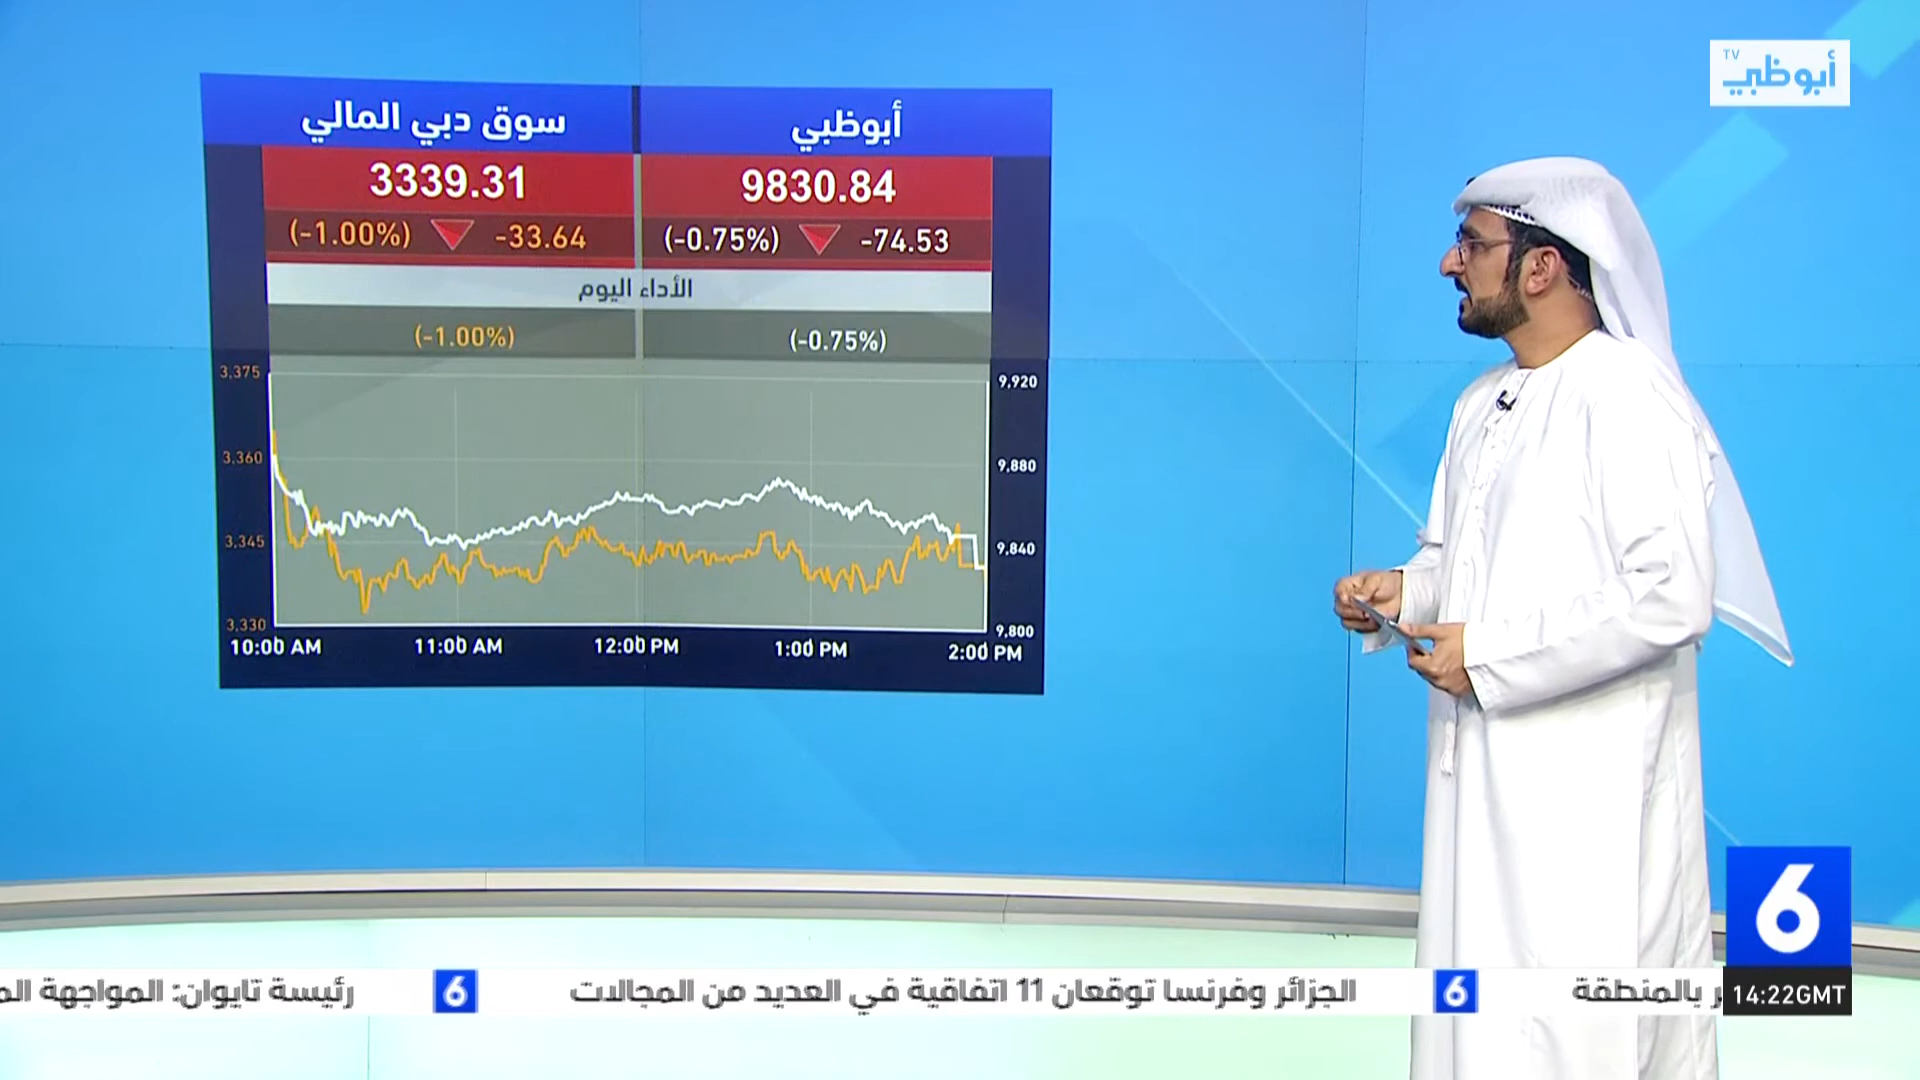 أبوظبي
TV
سوق دبي المالي
أبوظبي
3339.31
9830.84
(-1.00%) -33.64
(-0.75%) -74.53
الأداء اليوم
(-1.00%)
(-0.75%)
3,375
9,920
3,360
9,880
3,345
9,840
3,330
9,800
10:00 AM 11:00 AM 12:00 PM 1:00 PM 2:00 PM
6
بالمنطقة 6 الجزائر وفرنسا توقعان 11 اتفاقية في العديد من المجالات 6 رئيسة تايوان: المواجهة
14:22GMT